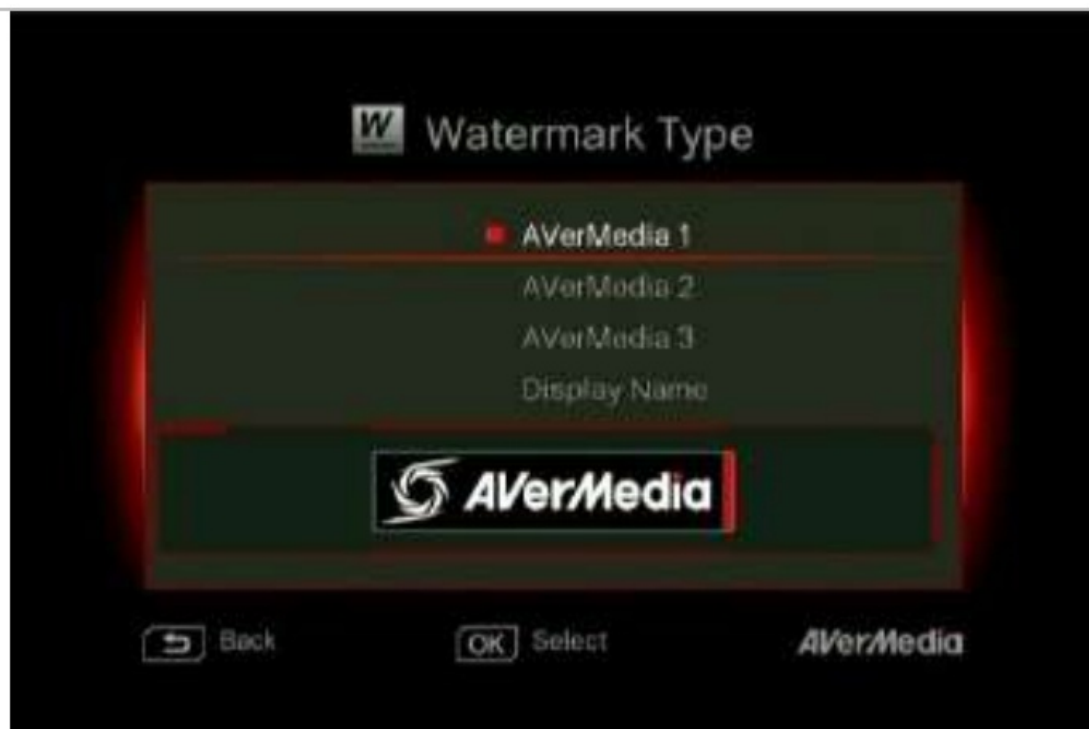 W Watermark Type
AVerMedia 1
AVerMedia 2
AVerMedia 3
Display Name
AVerMedia
Back OK Select AVerMedia